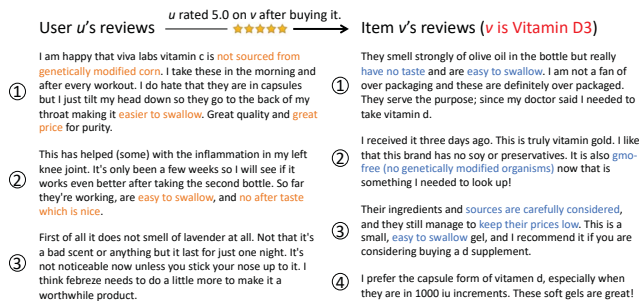 User u's reviews
u rated 5.0 on v after buying it.
Item v's reviews (v is Vitamin D3)
①
I am happy that viva labs vitamin c is not sourced from
genetically modified corn. I take these in the morning and
after every workout. I do hate that they are in capsules
but I just tilt my head down so they go to the back of my
throat making it easier to swallow. Great quality and great
price for purity.
②
This has helped (some) with the inflammation in my left
knee joint. It's only been a few weeks so I will see if it
works even better after taking the second bottle. So far
they're working, are easy to swallow, and no after taste
which is nice.
③
First of all it does not smell of lavender at all. Not that it's
a bad scent or anything but it last for just one night. It's
not noticeable now unless you stick your nose up to it. I
think febreze needs to do a little more to make it a
worthwhile product.
①
They smell strongly of olive oil in the bottle but really
have no taste and are easy to swallow. I am not a fan of
over packaging and these are definitely over packaged.
They serve the purpose; since my doctor said I needed to
take vitamin d.
②
I received it three days ago. This is truly vitamin gold. I like
that this brand has no soy or preservatives. It is also gmo-
free (no genetically modified organisms) now that is
something I needed to look up!
③
Their ingredients and sources are carefully considered,
and they still manage to keep their prices low. This is a
small, easy to swallow gel, and I recommend it if you are
considering buying a d supplement.
④
I prefer the capsule form of vitamen d, especially when
they are in 1000 iu increments. These soft gels are great!